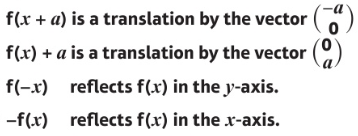 f(x + a) is a translation by the vector (−a 0)
f(x) + a is a translation by the vector (0 a)
f(−x) reflects f(x) in the y-axis.
−f(x) reflects f(x) in the x-axis.